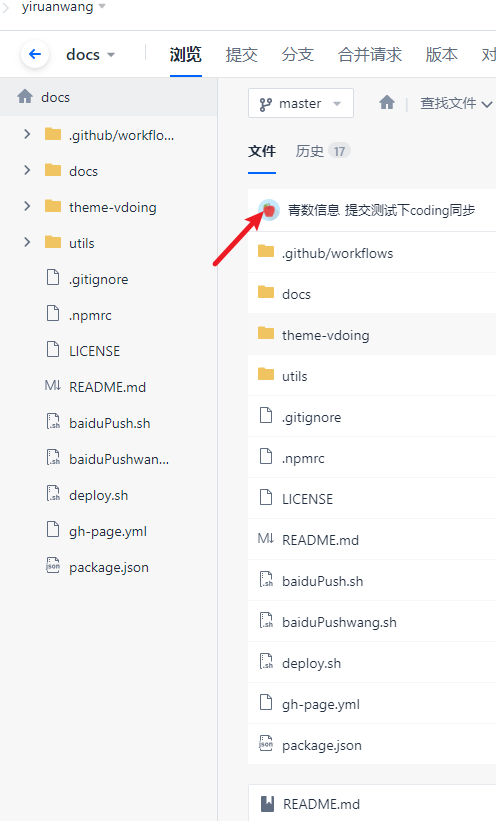 yiruanwang
docs
浏览 提交 分支 合并请求 版本
docs
.github/workflo...
docs
theme-vdoing
utils
.gitignore
.npmrc
LICENSE
README.md
baiduPush.sh
baiduPushwan...
deploy.sh
gh-page.yml
package.json
master 查找文件
文件 历史 17
青数信息 提交测试下coding同步
.github/workflows
docs
theme-vdoing
utils
.gitignore
.npmrc
LICENSE
README.md
baiduPush.sh
baiduPushwang.sh
deploy.sh
gh-page.yml
package.json
README.md